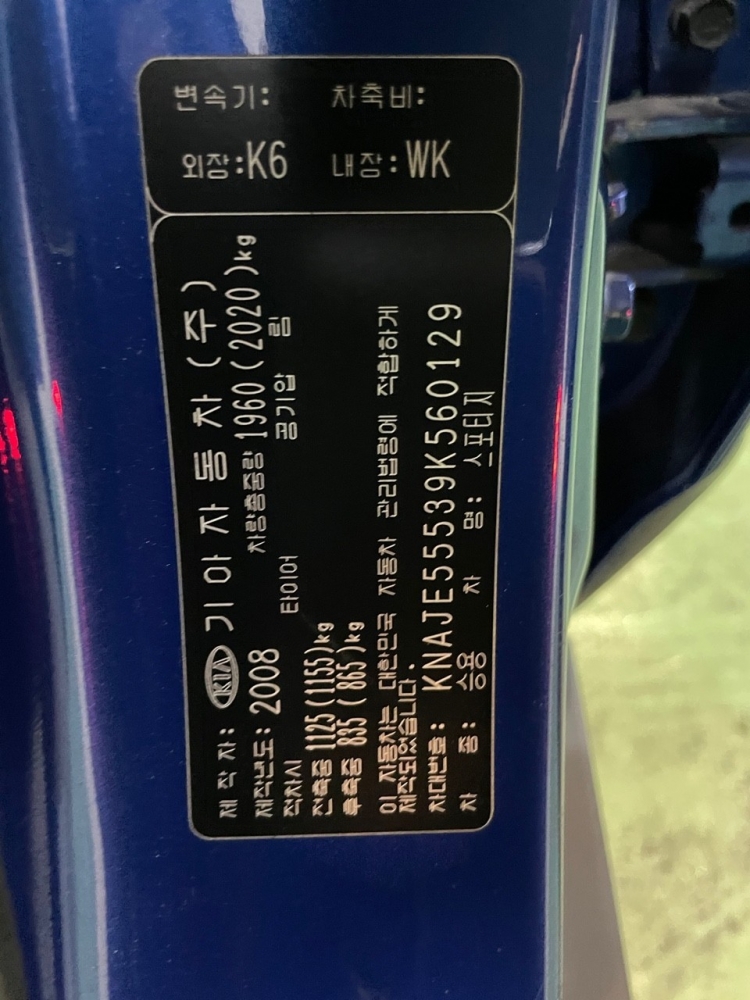 변속기: 차축비:
외장:K6 내장:WK
제 작 자: KIA 기아자동차(주)
제작년도: 2008 차량총중량 1960(2020)kg
적차시 타이어 공기압 림
전축중 1125(1155)kg
후축중 835 (865 )kg
이 자동차는 대한민국 자동차 관리법령에 적합하게
제작되었습니다.
차대번호: KNAJE55539K560129
차 종: 승용 차 명: 스포티지